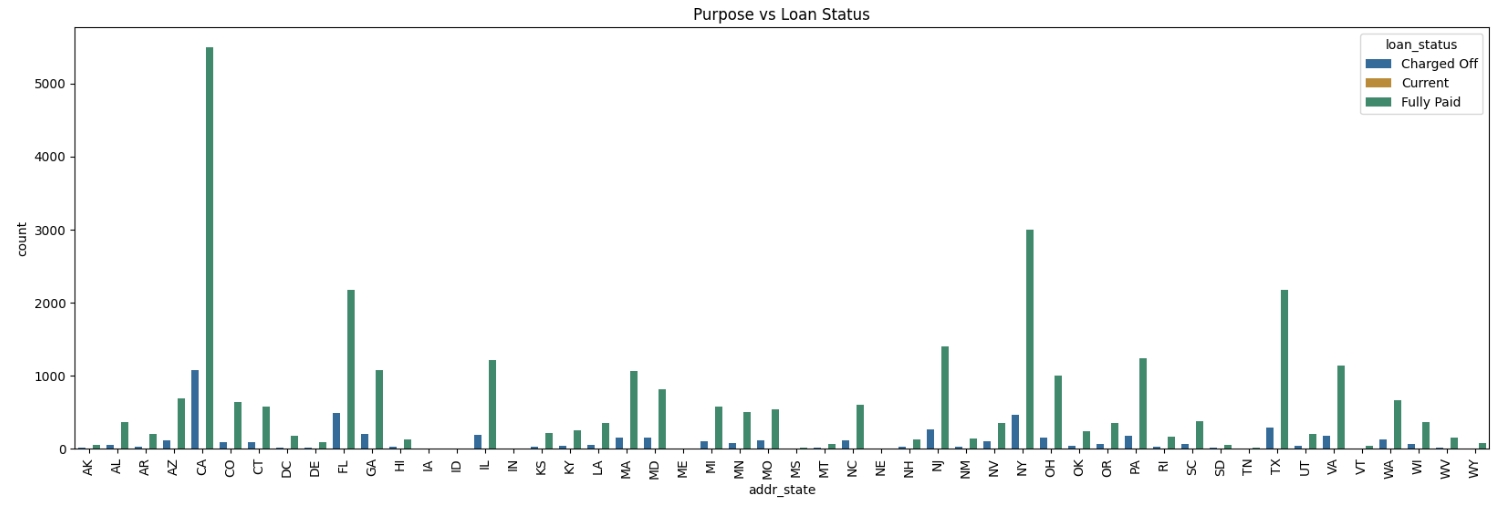 Purpose vs Loan Status
loan_status
Charged Off
Current
Fully Paid
count
5000
4000
3000
2000
1000
0
AK AL AR AZ CA CO CT DC DE FL GA HI IA ID IL IN KS KY LA MA MD ME MI MN MO MS MT NC NE NH NJ NM NV NY OH OK OR PA RI SC SD TN TX UT VA VT WA WI WV WY
addr_state